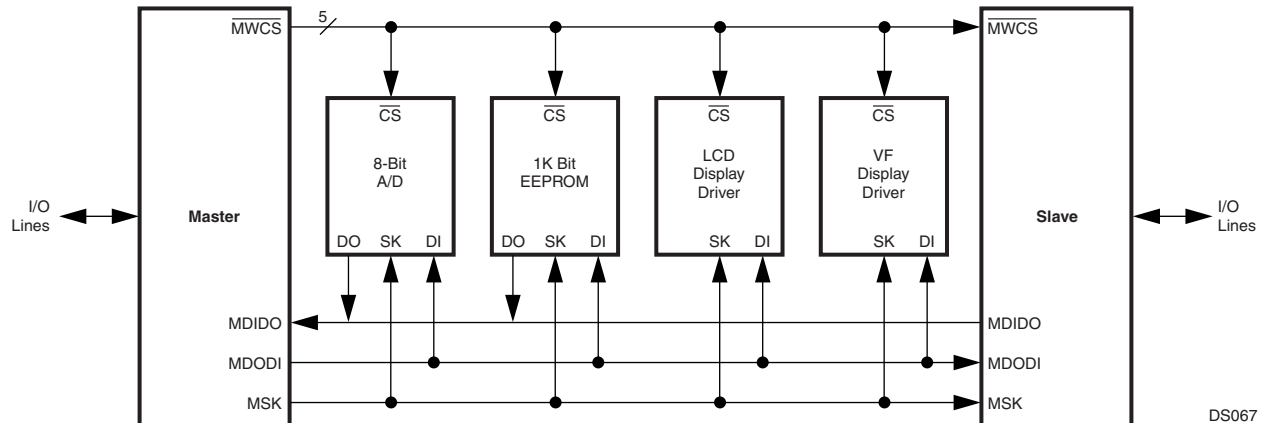 5
MWCS
MWCS
CS
CS
CS
CS
8-Bit
A/D
1K Bit
EEPROM
LCD
Display
Driver
VF
Display
Driver
I/O
Lines
Master
Slave
I/O
Lines
DO SK DI
DO SK DI
SK DI
SK DI
MDIDO
MDIDO
MDODI
MDODI
MSK
MSK
DS067